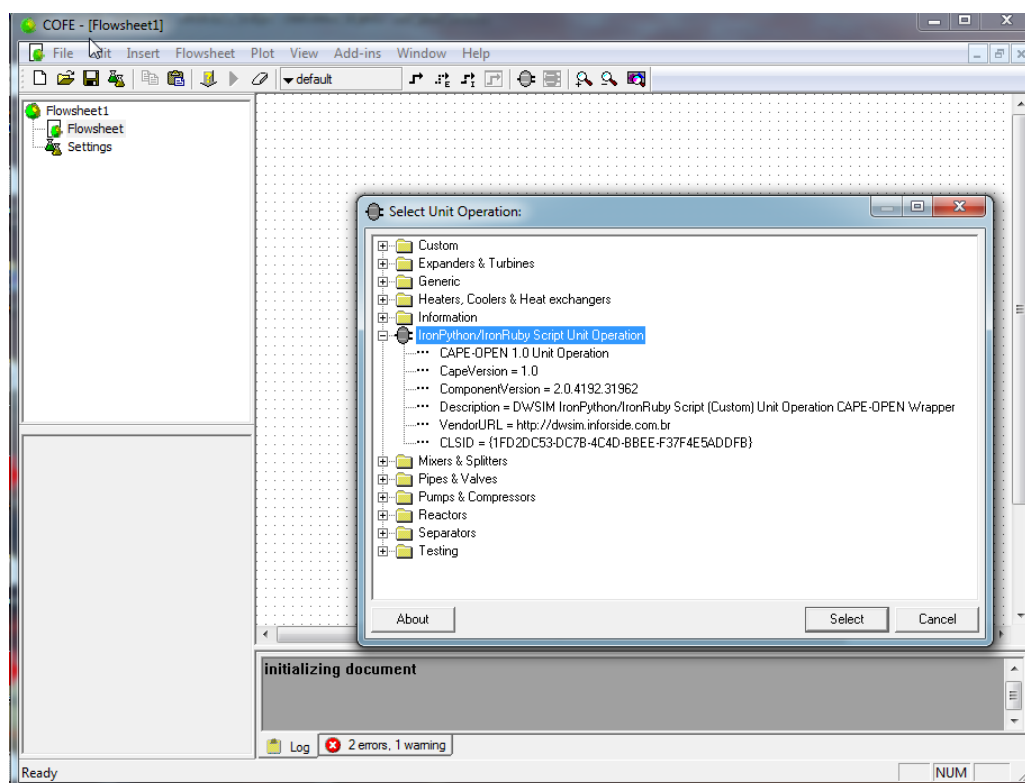 COFE - [Flowsheet1]
File Edit Insert Flowsheet Plot View Add-ins Window Help
default
Flowsheet1
Flowsheet
Settings
Select Unit Operation:
Custom
Expanders & Turbines
Generic
Heaters, Coolers & Heat exchangers
Information
IronPython/IronRuby Script Unit Operation
CAPE-OPEN 1.0 Unit Operation
CapeVersion = 1.0
ComponentVersion = 2.0.4192.31962
Description = DWSIM IronPython/IronRuby Script (Custom) Unit Operation CAPE-OPEN Wrapper
VendorURL = http://dwsim.inforside.com.br
CLSID = {1FD2DC53-DC7B-4C4D-BBEE-F37F4E5ADDFB}
Mixers & Splitters
Pipes & Valves
Pumps & Compressors
Reactors
Separators
Testing
About Select Cancel
initializing document
Log 2 errors, 1 warning
Ready NUM